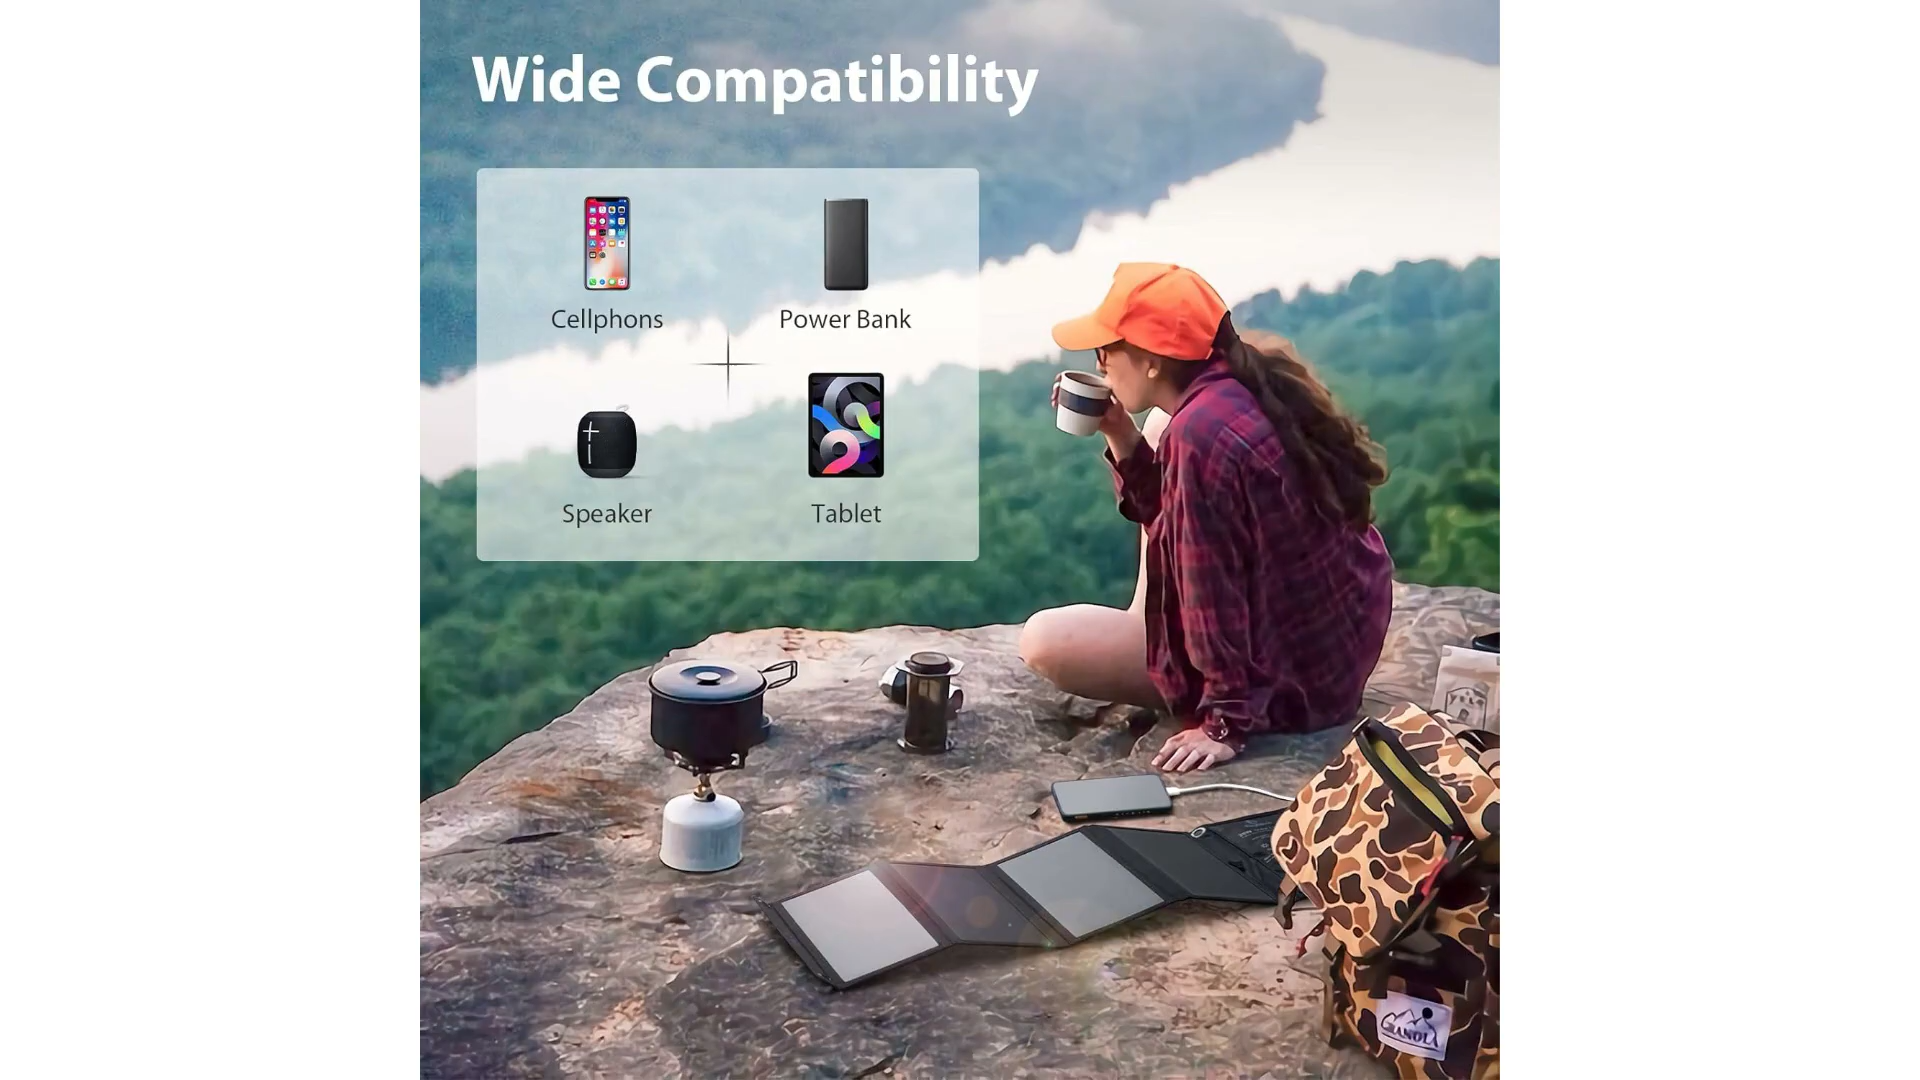 Wide Compatibility
Cellphons
Power Bank
Speaker
Tablet